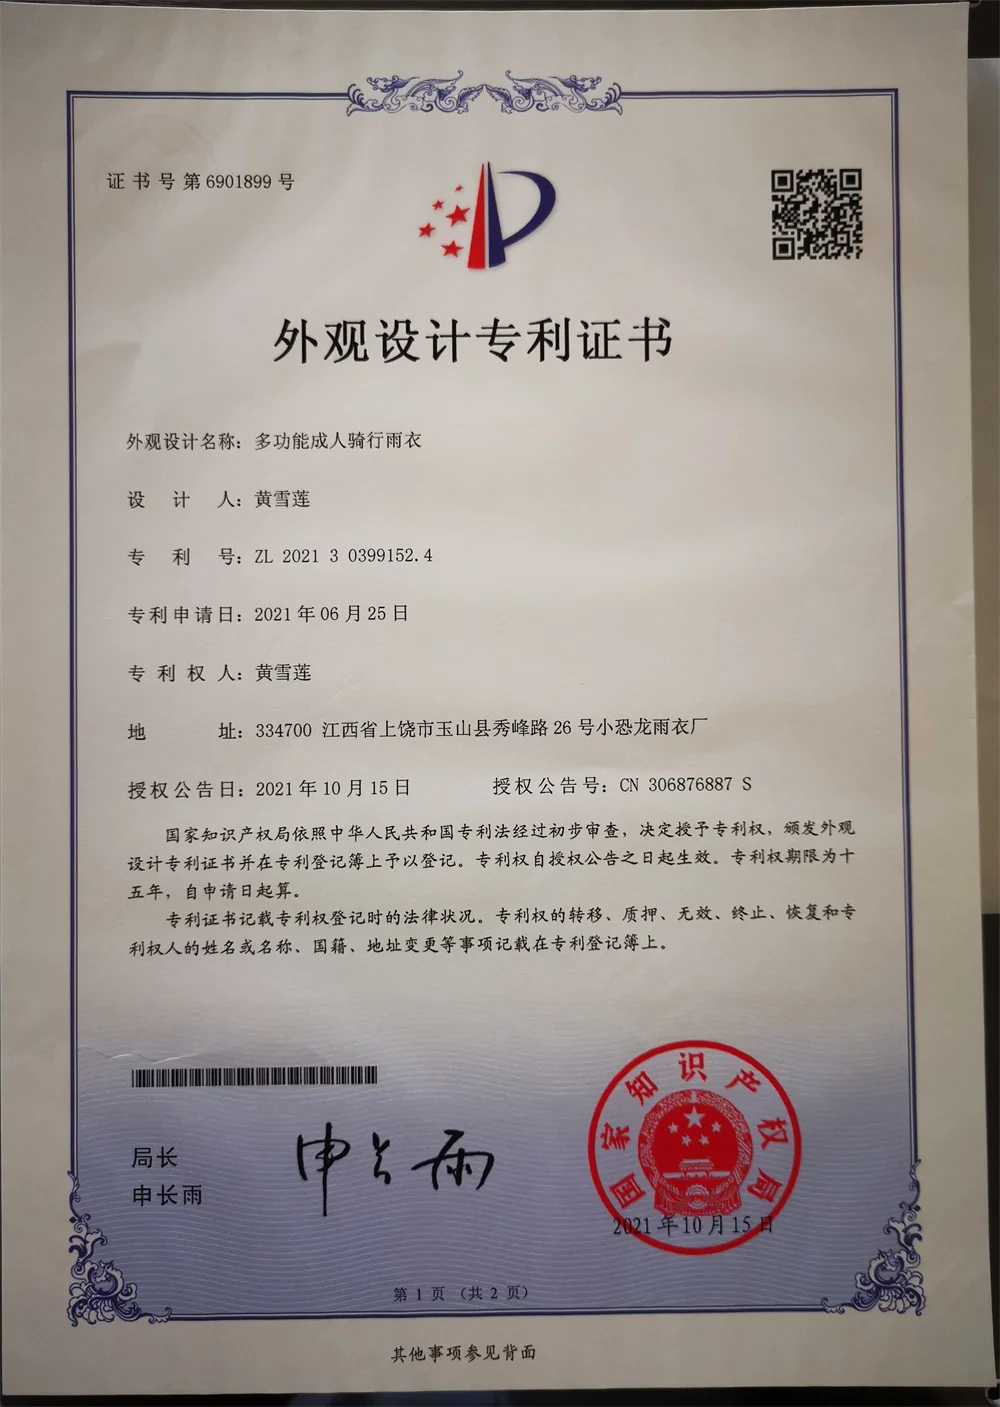 证书号第6901899号
外观设计专利证书
外观设计名称：多功能成人骑行雨衣
设计人：黄雪莲
专利号：ZL 2021 3 0399152.4
专利申请日：2021年06月25日
专利权人：黄雪莲
地址：334700 江西省上饶市玉山县秀峰路26号小恐龙雨衣厂
授权公告日：2021年10月15日 授权公告号：CN 306876887 S
国家知识产权局依照中华人民共和国专利法经过初步审查，决定授予专利权，颁发外观
设计专利证书并在专利登记簿上予以登记。专利权自授权公告之日起生效。专利权期限为十
五年，自申请日起算。
专利证书记载专利权登记时的法律状况。专利权的转移、质押、无效、终止、恢复和专
利权人的姓名或名称、国籍、地址变更等事项记载在专利登记簿上。
局长
申长雨
申长雨
国家知识产权局
2021年10月15日
第1页（共2页）
其他事项参见背面